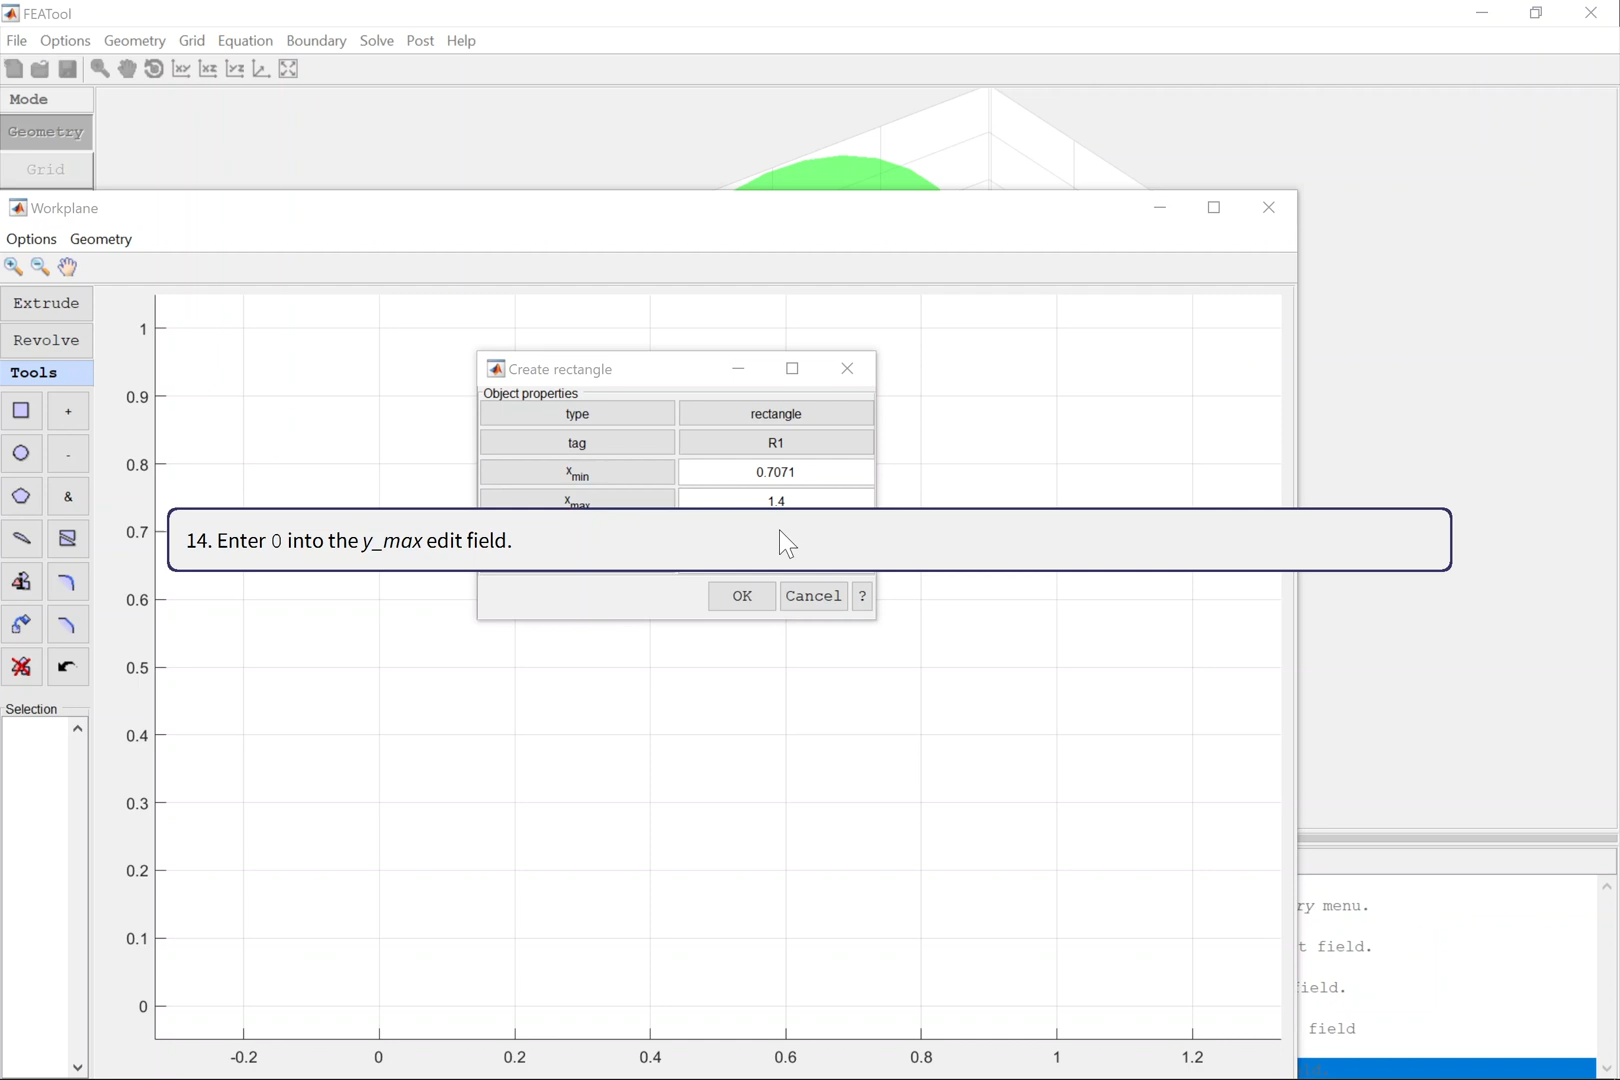 FEATool
File Options Geometry Grid Equation Boundary Solve Post Help
Mode
Geometry
Grid
Workplane
Options Geometry
Extrude
Revolve
Tools
+
-
&
Selection
1
0.9
0.8
0.7
0.6
0.5
0.4
0.3
0.2
0.1
0
-0.2 0 0.2 0.4 0.6 0.8 1 1.2
Create rectangle
Object properties
type rectangle
tag R1
xmin 0.7071
xmax 1.4
14. Enter 0 into the y_max edit field.
OK Cancel ?
ry menu.
t field.
ield.
field